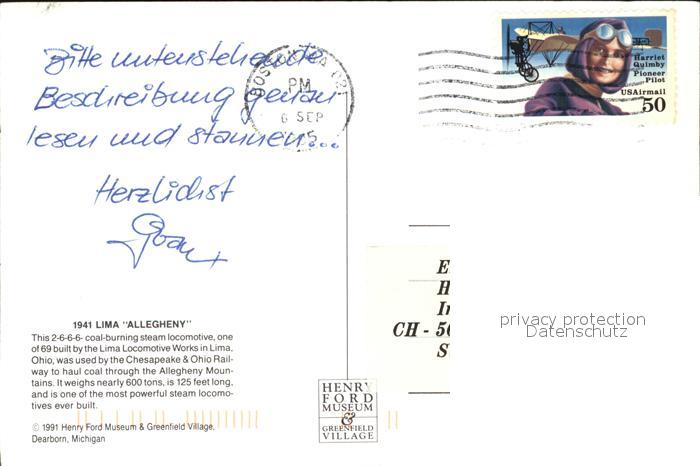 Bitte untenstehende
Beschreibung genau
lesen und staunen...
Herzlichst
BOSTON MA 021
PM
6 SEP
Harriet
Quimby
Pioneer
Pilot
USAirmail
50
CH - 50
privacy protection
Datenschutz
1941 LIMA "ALLEGHENY"
This 2-6-6-6- coal-burning steam locomotive, one
of 69 built by the Lima Locomotive Works in Lima,
Ohio, was used by the Chesapeake & Ohio Rail-
way to haul coal through the Allegheny Moun-
tains. It weighs nearly 600 tons, is 125 feet long,
and is one of the most powerful steam locomo-
tives ever built.
© 1991 Henry Ford Museum & Greenfield Village,
Dearborn, Michigan
HENRY
FORD
MUSEUM
&
GREENFIELD
VILLAGE